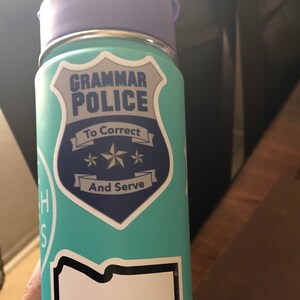 GRAMMAR
POLICE
To Correct
And Serve
H
S